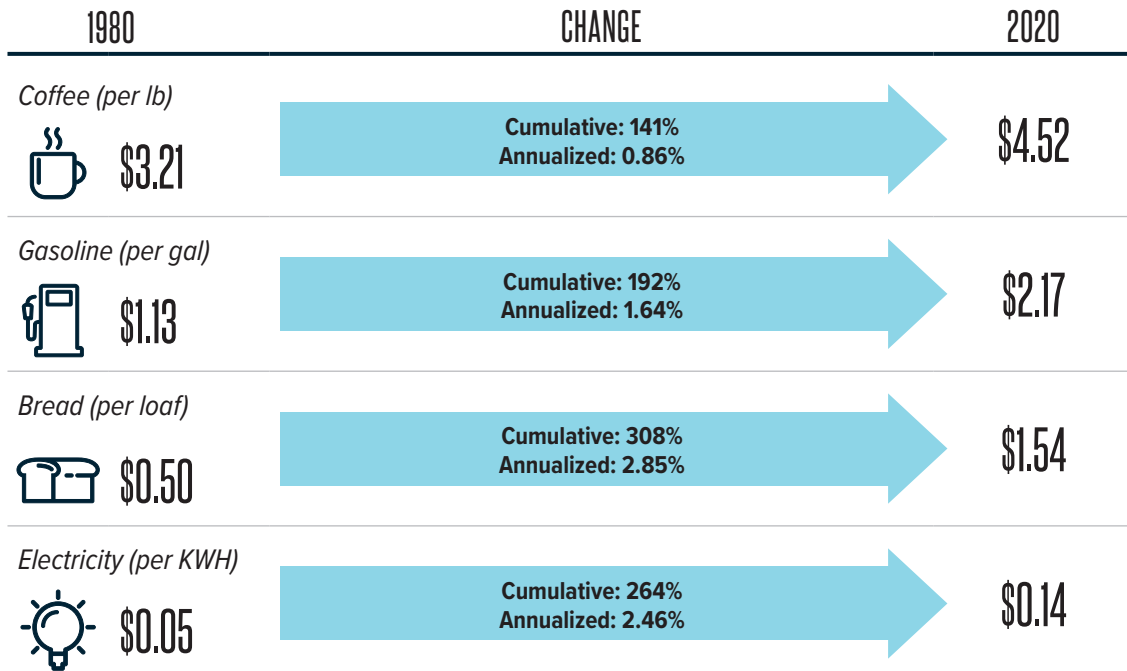 1980 CHANGE 2020
Coffee (per lb)
$3.21
Cumulative: 141%
Annualized: 0.86%
$4.52
Gasoline (per gal)
$1.13
Cumulative: 192%
Annualized: 1.64%
$2.17
Bread (per loaf)
$0.50
Cumulative: 308%
Annualized: 2.85%
$1.54
Electricity (per KWH)
$0.05
Cumulative: 264%
Annualized: 2.46%
$0.14